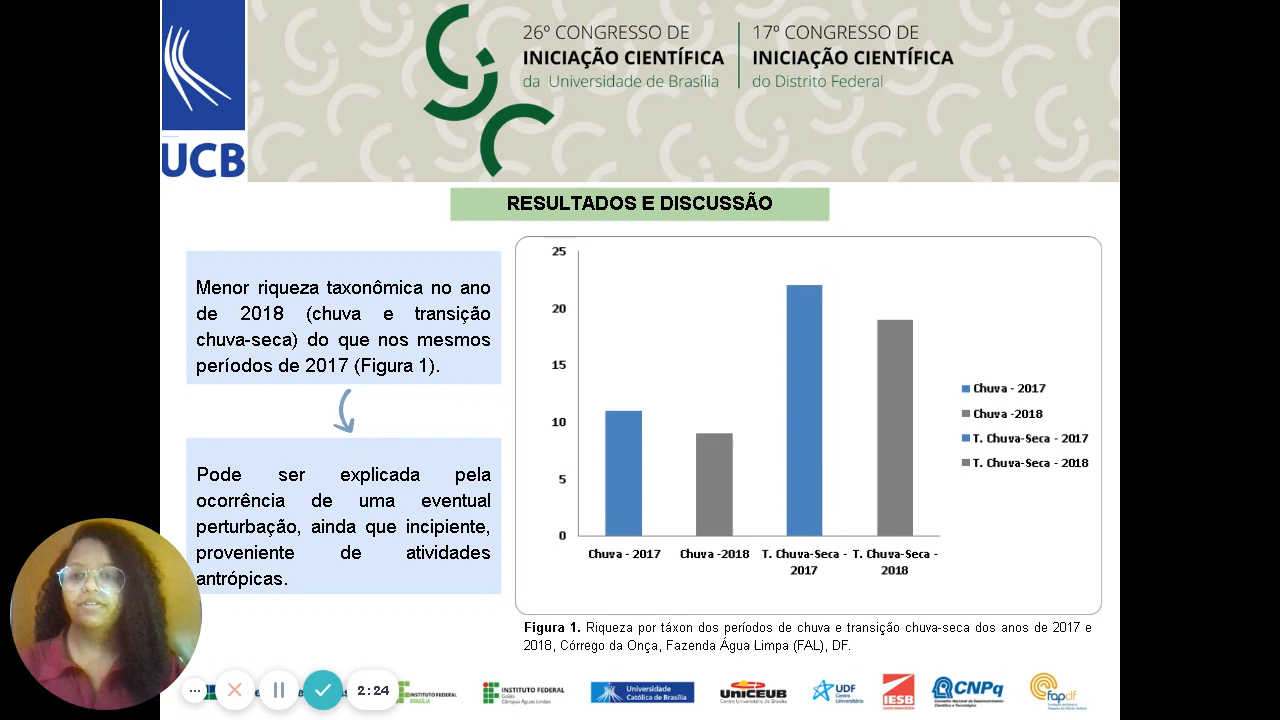 UCB
26º CONGRESSO DE
INICIAÇÃO CIENTÍFICA
da Universidade de Brasília
17º CONGRESSO DE
INICIAÇÃO CIENTÍFICA
do Distrito Federal
RESULTADOS E DISCUSSÃO
Menor riqueza taxonômica no ano
de 2018 (chuva e transição
chuva-seca) do que nos mesmos
períodos de 2017 (Figura 1).
Pode ser explicada pela
ocorrência de uma eventual
perturbação, ainda que incipiente,
proveniente de atividades
antrópicas.
25
20
15
10
5
0
Chuva - 2017
Chuva -2018
T. Chuva-Seca -
2017
T. Chuva-Seca -
2018
Chuva - 2017
Chuva -2018
T. Chuva-Seca - 2017
T. Chuva-Seca - 2018
Figura 1. Riqueza por táxon dos períodos de chuva e transição chuva-seca dos anos de 2017 e
2018, Córrego da Onça, Fazenda Água Limpa (FAL), DF.
2:24
INSTITUTO FEDERAL
BRASÍLIA
INSTITUTO FEDERAL
Goiás
Câmpus Águas Lindas
Universidade
Católica de Brasília
UniCEUB
Centro Universitário de Brasília
UDF
Centro
Universitário
IESB
CNPq
Conselho Nacional de Desenvolvimento
Científico e Tecnológico
fapdf